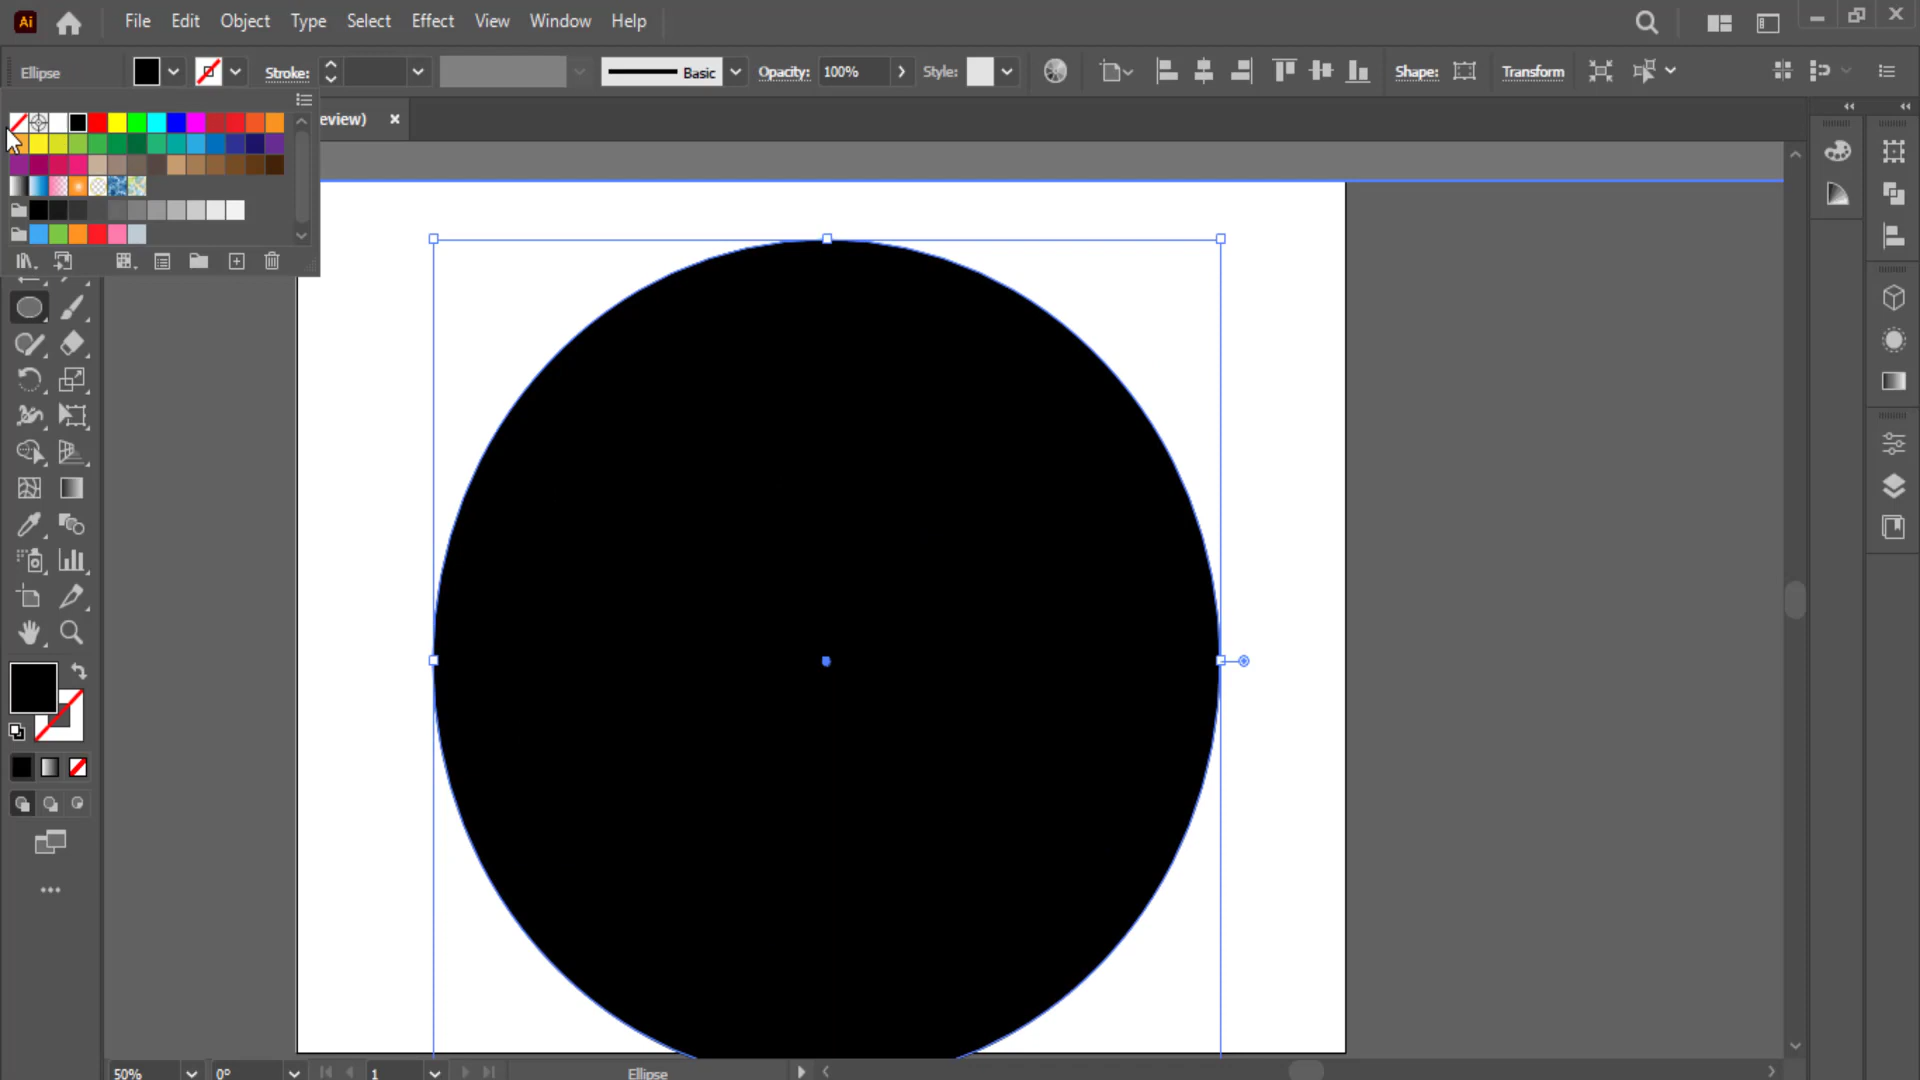 Ai File Edit Object Type Select Effect View Window Help
Ellipse Stroke: Basic Opacity: 100% Style: Shape: Transform
eview) ×
50% 0° 1 Ellipse